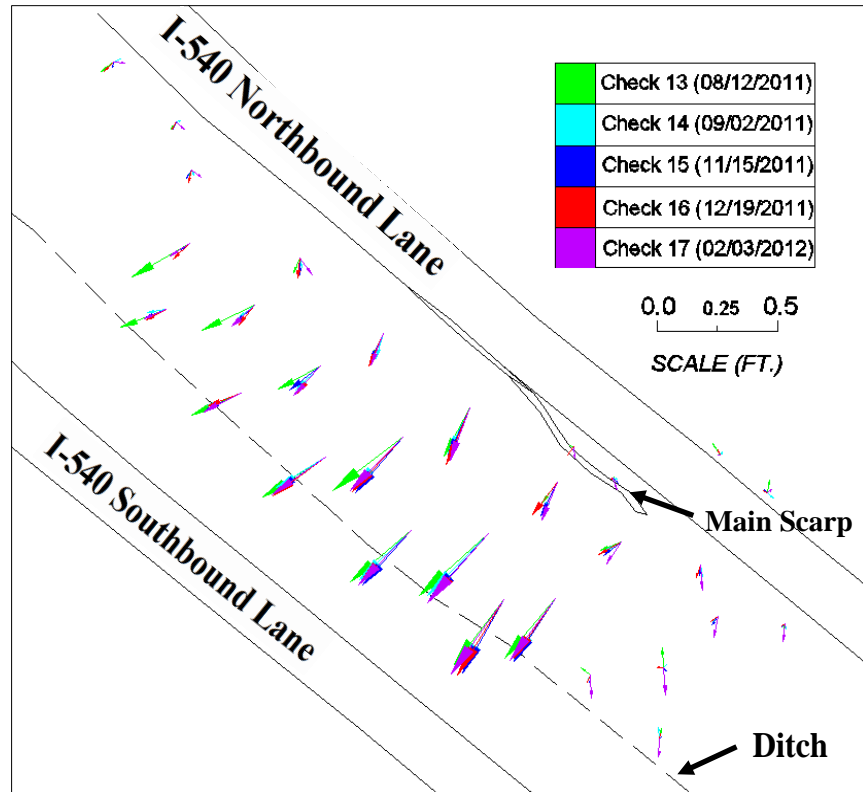 I-540 Northbound Lane
Check 13 (08/12/2011)
Check 14 (09/02/2011)
Check 15 (11/15/2011)
Check 16 (12/19/2011)
Check 17 (02/03/2012)
0.0 0.25 0.5
SCALE (FT.)
I-540 Southbound Lane
Main Scarp
Ditch